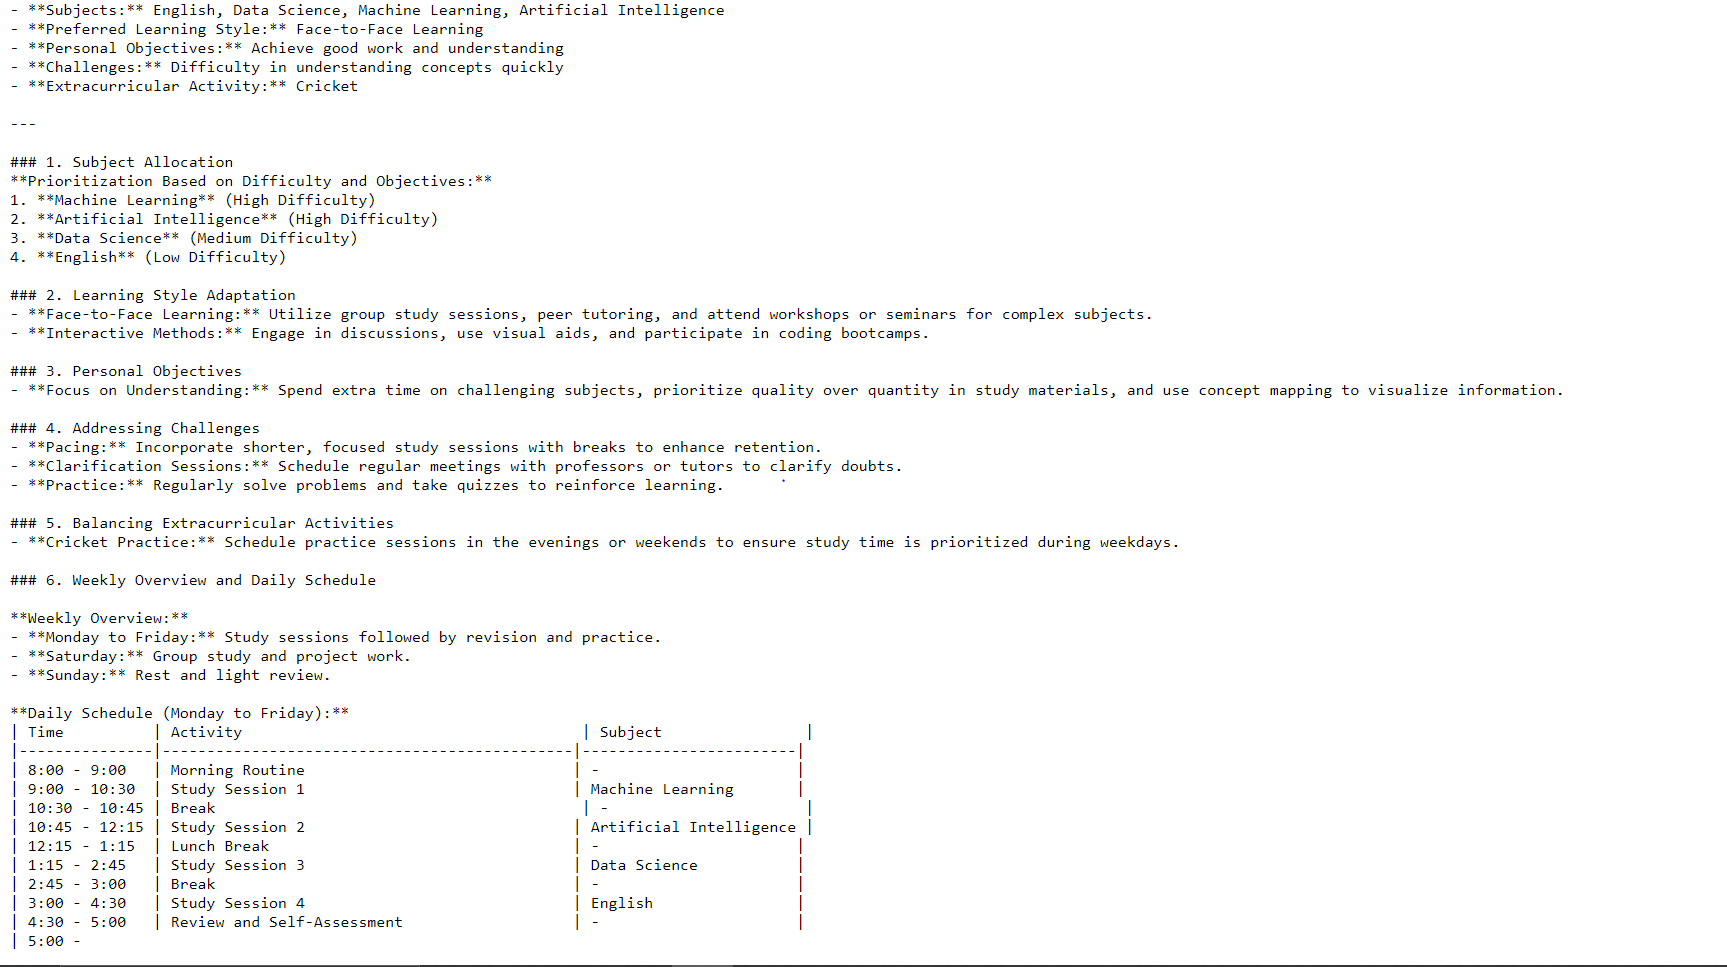 - **Subjects:** English, Data Science, Machine Learning, Artificial Intelligence
- **Preferred Learning Style:** Face-to-Face Learning
- **Personal Objectives:** Achieve good work and understanding
- **Challenges:** Difficulty in understanding concepts quickly
- **Extracurricular Activity:** Cricket

---

### 1. Subject Allocation
**Prioritization Based on Difficulty and Objectives:**
1. **Machine Learning** (High Difficulty)
2. **Artificial Intelligence** (High Difficulty)
3. **Data Science** (Medium Difficulty)
4. **English** (Low Difficulty)

### 2. Learning Style Adaptation
- **Face-to-Face Learning:** Utilize group study sessions, peer tutoring, and attend workshops or seminars for complex subjects.
- **Interactive Methods:** Engage in discussions, use visual aids, and participate in coding bootcamps.

### 3. Personal Objectives
- **Focus on Understanding:** Spend extra time on challenging subjects, prioritize quality over quantity in study materials, and use concept mapping to visualize information.

### 4. Addressing Challenges
- **Pacing:** Incorporate shorter, focused study sessions with breaks to enhance retention.
- **Clarification Sessions:** Schedule regular meetings with professors or tutors to clarify doubts.
- **Practice:** Regularly solve problems and take quizzes to reinforce learning.

### 5. Balancing Extracurricular Activities
- **Cricket Practice:** Schedule practice sessions in the evenings or weekends to ensure study time is prioritized during weekdays.

### 6. Weekly Overview and Daily Schedule

**Weekly Overview:**
- **Monday to Friday:** Study sessions followed by revision and practice.
- **Saturday:** Group study and project work.
- **Sunday:** Rest and light review.

**Daily Schedule (Monday to Friday):**
| Time          | Activity                                      | Subject                |
|---------------|----------------------------------------------|------------------------|
| 8:00 - 9:00   | Morning Routine                              | -                      |
| 9:00 - 10:30  | Study Session 1                              | Machine Learning       |
| 10:30 - 10:45 | Break                                         | -                      |
| 10:45 - 12:15 | Study Session 2                              | Artificial Intelligence |
| 12:15 - 1:15  | Lunch Break                                  | -                      |
| 1:15 - 2:45   | Study Session 3                              | Data Science           |
| 2:45 - 3:00   | Break                                        | -                      |
| 3:00 - 4:30   | Study Session 4                              | English                |
| 4:30 - 5:00   | Review and Self-Assessment                   | -                      |
| 5:00 -